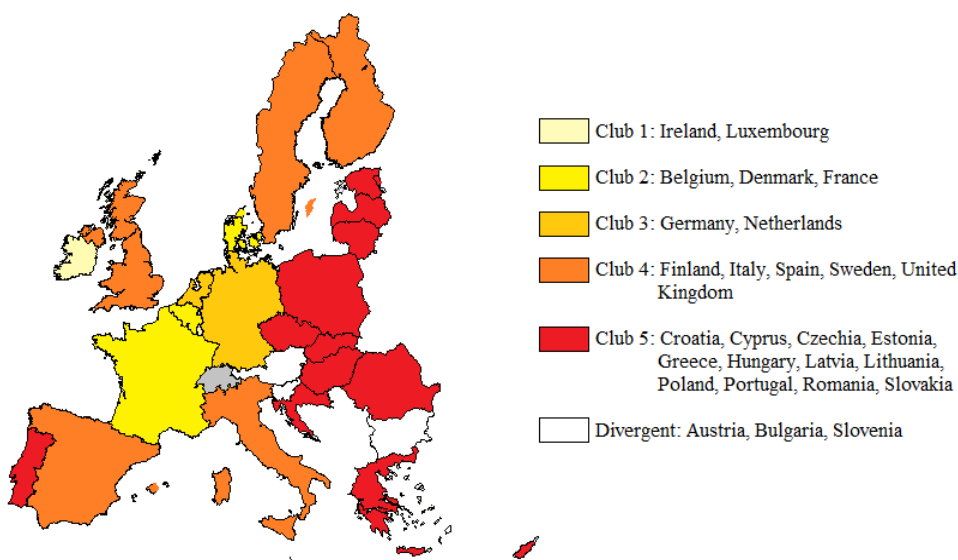 Club 1: Ireland, Luxembourg
Club 2: Belgium, Denmark, France
Club 3: Germany, Netherlands
Club 4: Finland, Italy, Spain, Sweden, United
Kingdom
Club 5: Croatia, Cyprus, Czechia, Estonia,
Greece, Hungary, Latvia, Lithuania,
Poland, Portugal, Romania, Slovakia
Divergent: Austria, Bulgaria, Slovenia